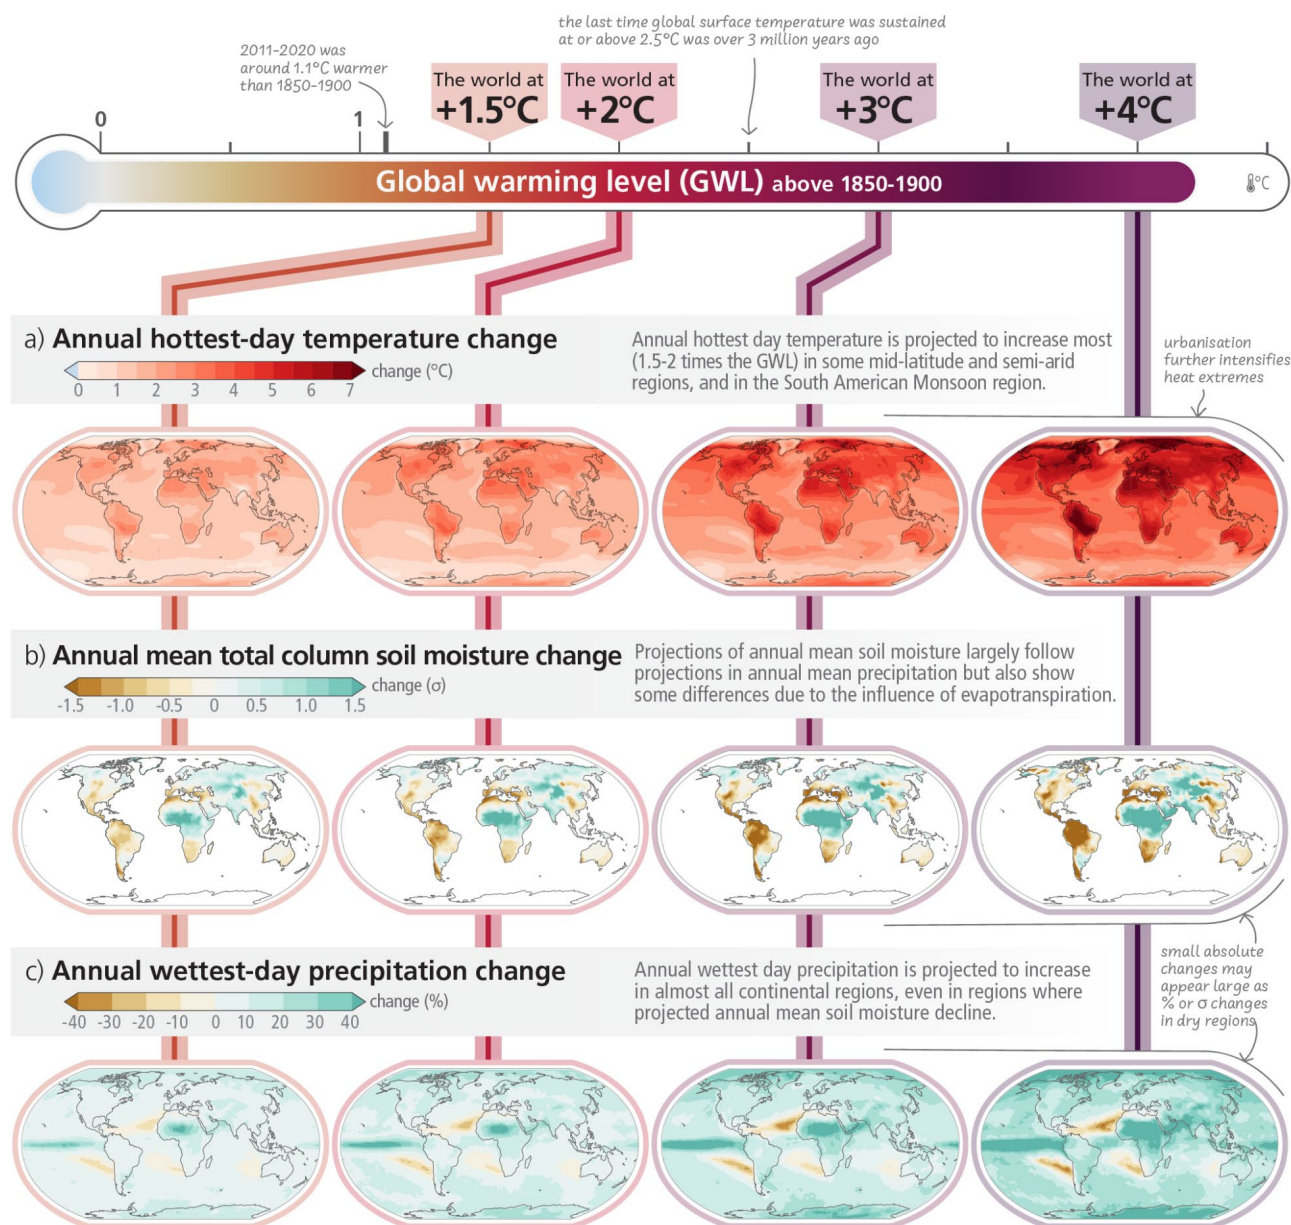 the last time global surface temperature was sustained
at or above 2.5°C was over 3 million years ago
2011-2020 was
around 1.1°C warmer
than 1850-1900
The world at
+1.5°C
The world at
+2°C
The world at
+3°C
The world at
+4°C
0
1
Global warming level (GWL) above 1850-1900
°C
a) Annual hottest-day temperature change
change (°C)
0 1 2 3 4 5 6 7
Annual hottest day temperature is projected to increase most
(1.5-2 times the GWL) in some mid-latitude and semi-arid
regions, and in the South American Monsoon region.
urbanisation
further intensifies
heat extremes
b) Annual mean total column soil moisture change
change (σ)
-1.5 -1.0 -0.5 0 0.5 1.0 1.5
Projections of annual mean soil moisture largely follow
projections in annual mean precipitation but also show
some differences due to the influence of evapotranspiration.
c) Annual wettest-day precipitation change
change (%)
-40 -30 -20 -10 0 10 20 30 40
Annual wettest day precipitation is projected to increase
in almost all continental regions, even in regions where
projected annual mean soil moisture decline.
small absolute
changes may
appear large as
% or σ changes
in dry regions